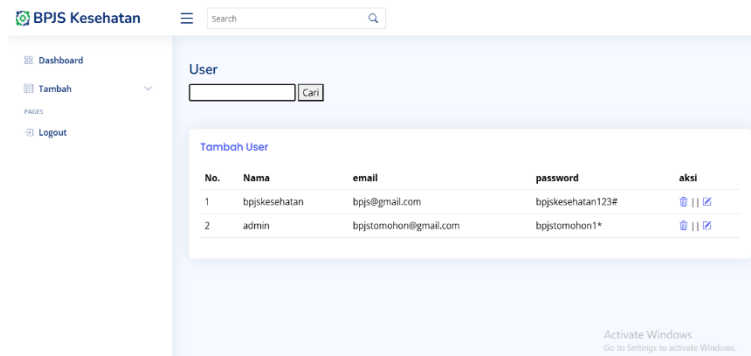 BPJS Kesehatan
Search
Dashboard
Tambah
PAGES
Logout
User
Cari
Tambah User
No. Nama email password aksi
1 bpjskesehatan bpjs@gmail.com bpjskesehatan123# ||
2 admin bpjstomohon@gmail.com bpjstomohon1* ||
Activate Windows
Go to Settings to activate Windows.